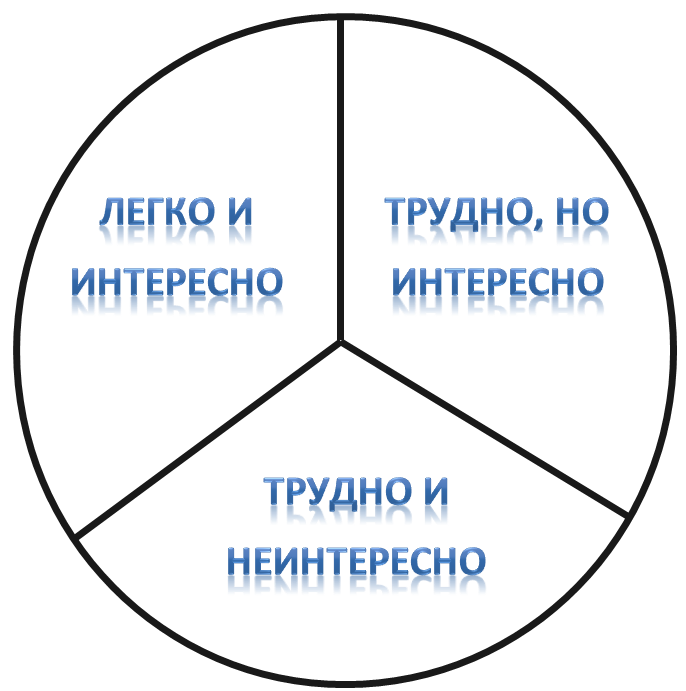 ЛЕГКО И
ИНТЕРЕСНО
ТРУДНО, НО
ИНТЕРЕСНО
ТРУДНО И
НЕИНТЕРЕСНО